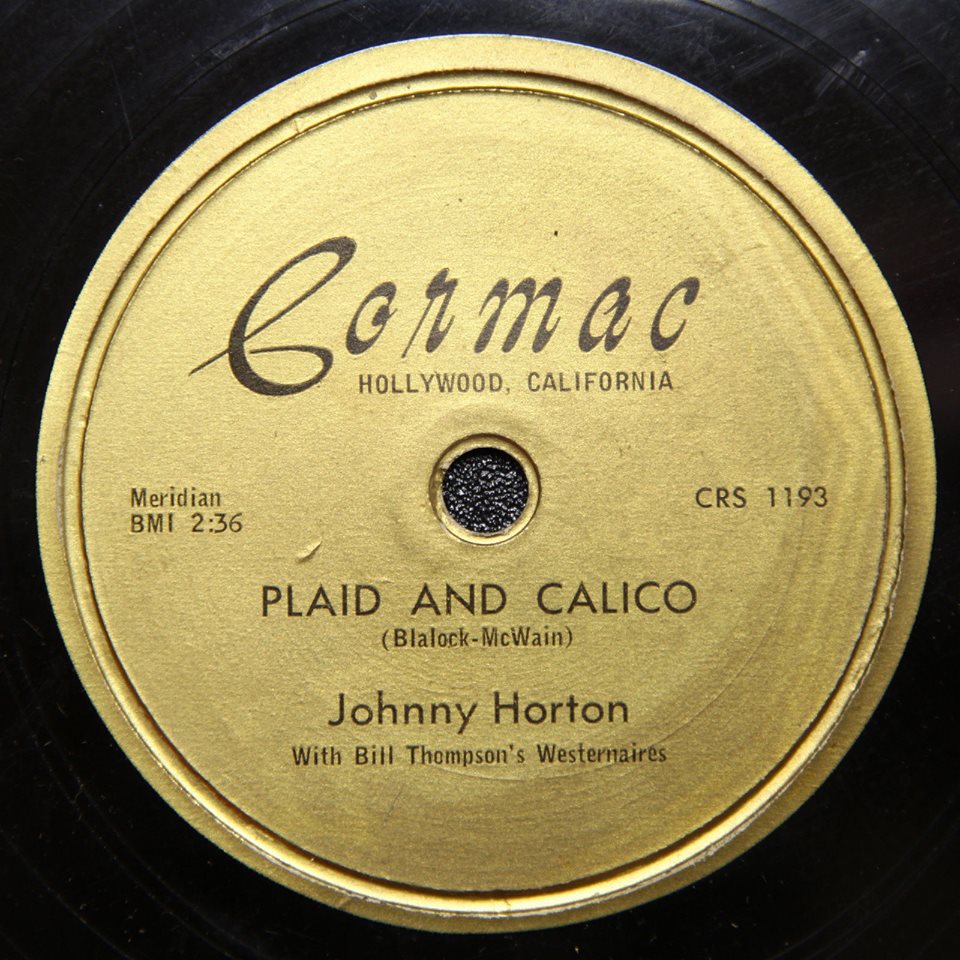 Cormac
HOLLYWOOD, CALIFORNIA
Meridian
BMI 2:36
CRS 1193
PLAID AND CALICO
(Blalock-McWain)
Johnny Horton
With Bill Thompson's Westernaires